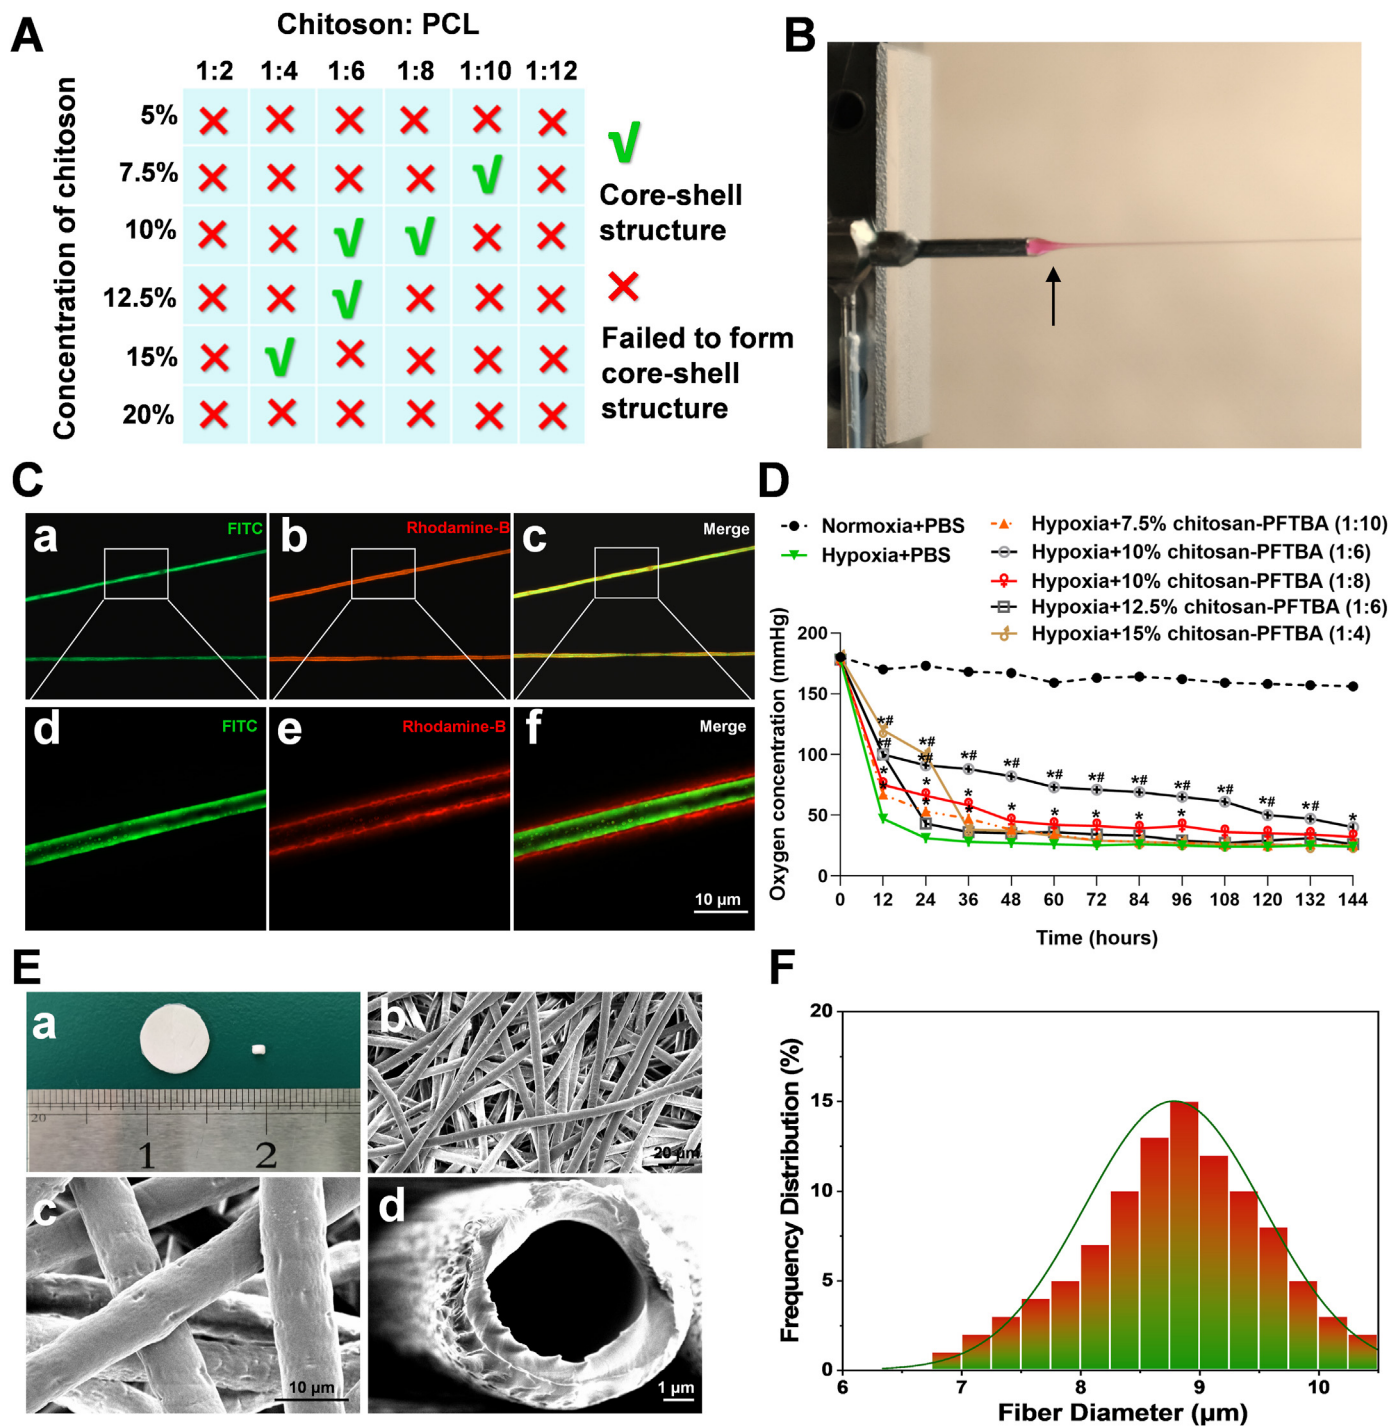 A
Chitoson: PCL
1:2 1:4 1:6 1:8 1:10 1:12
Concentration of chitoson
5%
7.5%
10%
12.5%
15%
20%
√
Core-shell
structure
Failed to form
core-shell
structure
B
C
a FITC
b Rhodamine-B
c Merge
d FITC
e Rhodamine-B
f Merge
10 μm
D
Normoxia+PBS
Hypoxia+PBS
Hypoxia+7.5% chitosan-PFTBA (1:10)
Hypoxia+10% chitosan-PFTBA (1:6)
Hypoxia+10% chitosan-PFTBA (1:8)
Hypoxia+12.5% chitosan-PFTBA (1:6)
Hypoxia+15% chitosan-PFTBA (1:4)
Oxygen concentration (mmHg)
200
150
100
50
0
*# *# *# *# *# *# *# *# *# *# *# *# *# *
* * * * * * * *
* * *
0 12 24 36 48 60 72 84 96 108 120 132 144
Time (hours)
E
a
20 1 2
b
20 μm
c
10 μm
d
1 μm
F
Frequency Distribution (%)
20
15
10
5
0
6 7 8 9 10
Fiber Diameter (μm)